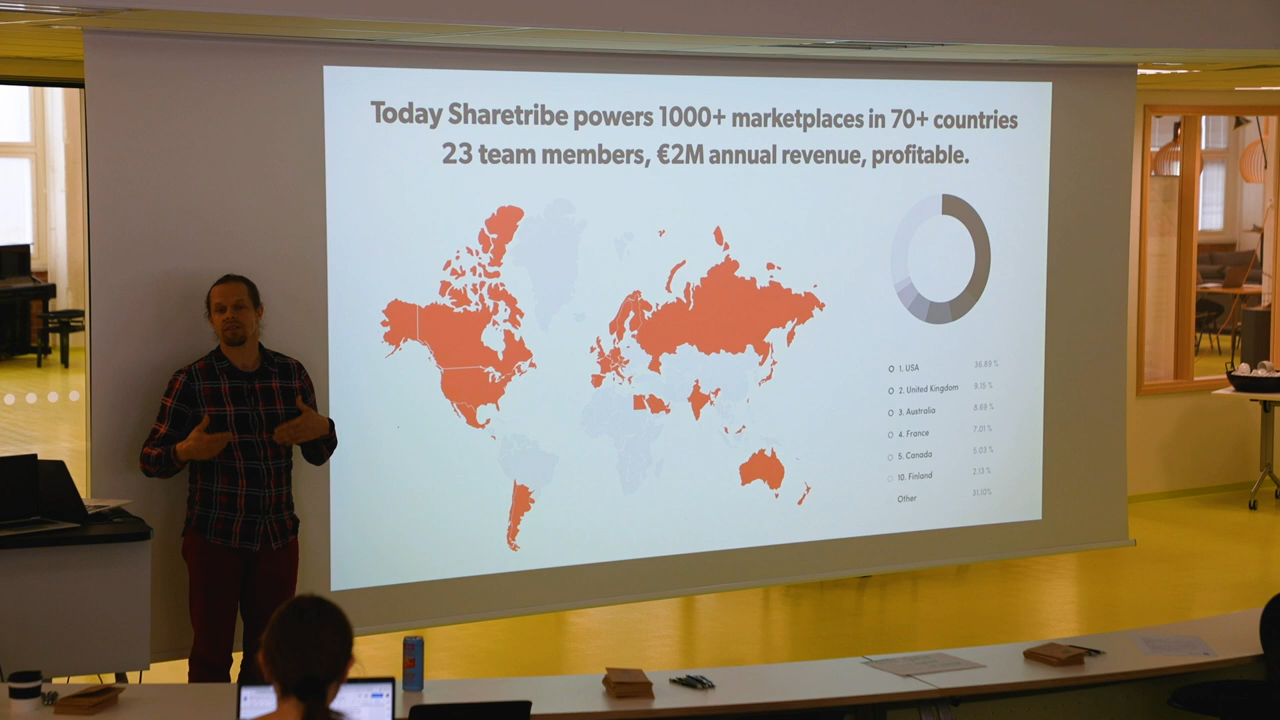 Today Sharetribe powers 1000+ marketplaces in 70+ countries
23 team members, €2M annual revenue, profitable.
1. USA 36.89 %
2. United Kingdom 9.15 %
3. Australia 8.69 %
4. France 7.01 %
5. Canada 5.03 %
10. Finland 2.13 %
Other 31.10%